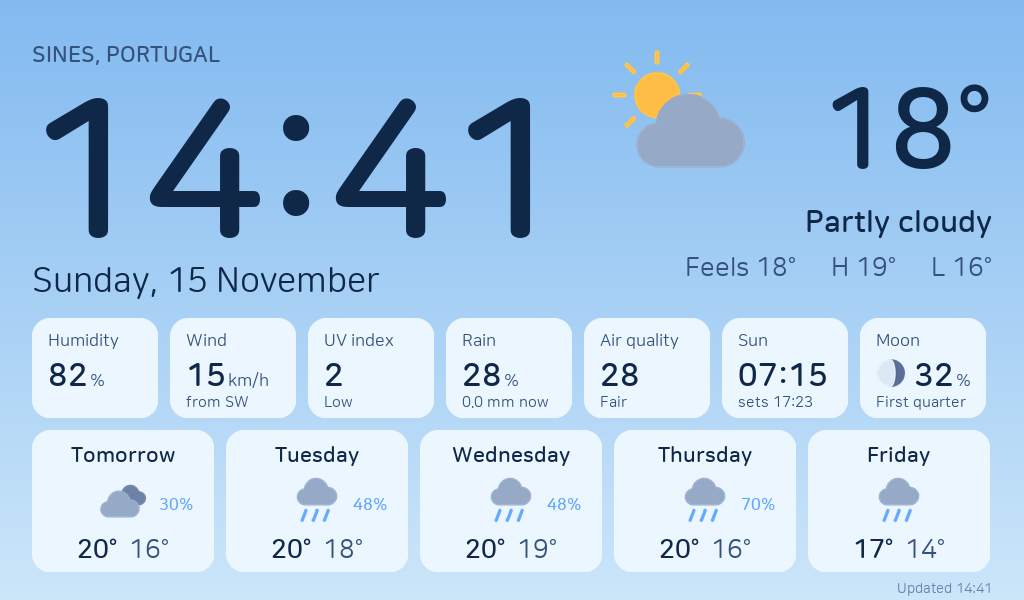 SINES, PORTUGAL
14:41
Sunday, 15 November
18°
Partly cloudy
Feels 18° H 19° L 16°
Humidity
82%
Wind
15 km/h
from SW
UV index
2
Low
Rain
28%
0.0 mm now
Air quality
28
Fair
Sun
07:15
sets 17:23
Moon
32%
First quarter
Tomorrow
30%
20° 16°
Tuesday
48%
20° 18°
Wednesday
48%
20° 19°
Thursday
70%
20° 16°
Friday
17° 14°
Updated 14:41